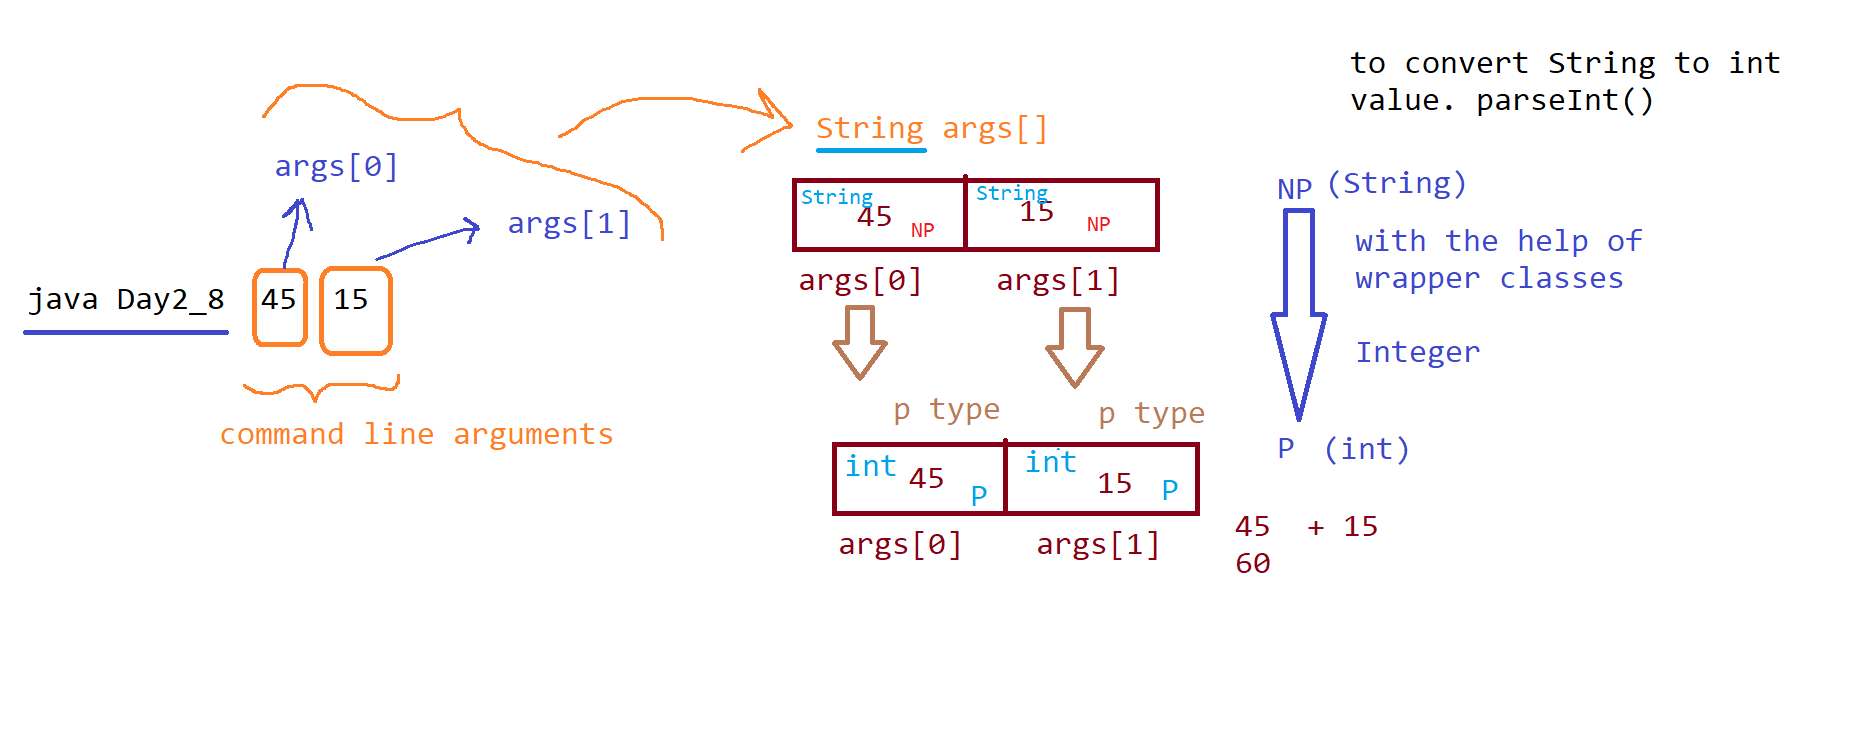 to convert String to int
value. parseInt()
String args[]
args[0]
args[1]
java Day2_8 45 15
command line arguments
String 45 NP String 15 NP
args[0] args[1]
p type p type
int 45 P int 15 P
args[0] args[1]
NP (String)
with the help of
wrapper classes
Integer
P (int)
45 + 15
60